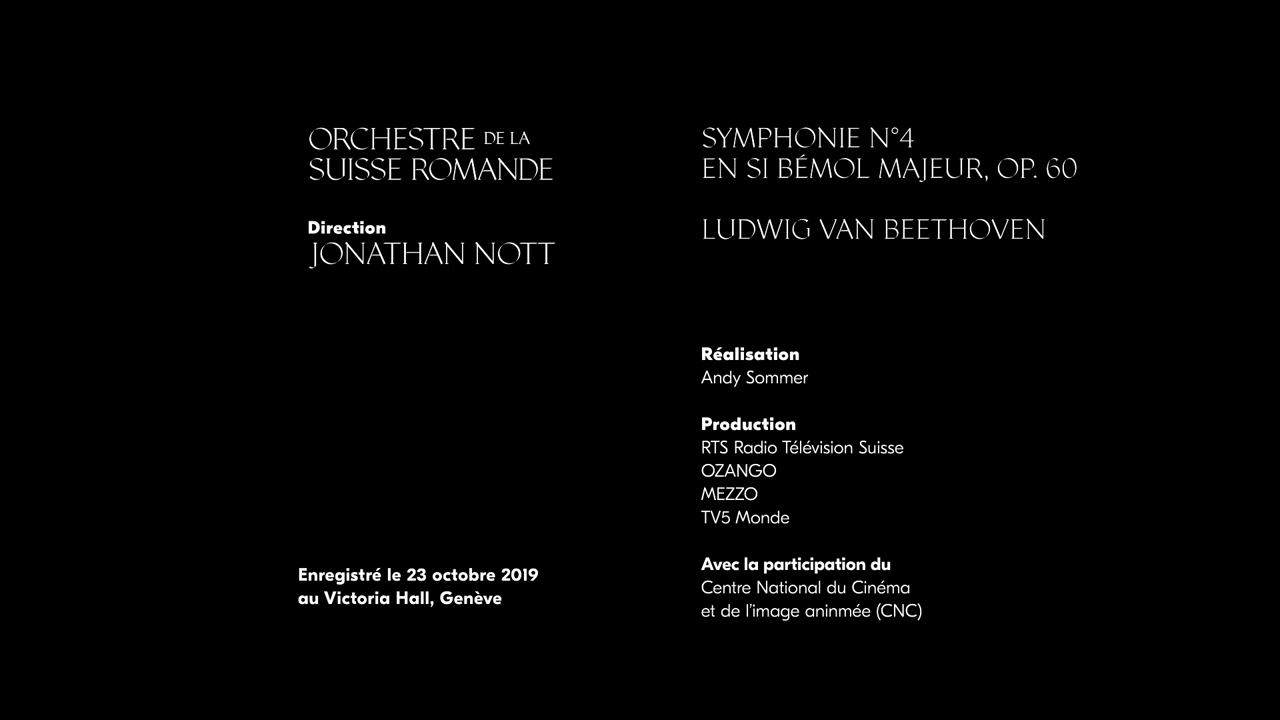 ORCHESTRE DE LA
SUISSE ROMANDE
Direction
JONATHAN NOTT
Enregistré le 23 octobre 2019
au Victoria Hall, Genève
SYMPHONIE N°4
EN SI BÉMOL MAJEUR, OP. 60
LUDWIG VAN BEETHOVEN
Réalisation
Andy Sommer
Production
RTS Radio Télévision Suisse
OZANGO
MEZZO
TV5 Monde
Avec la participation du
Centre National du Cinéma
et de l'image aninmée (CNC)